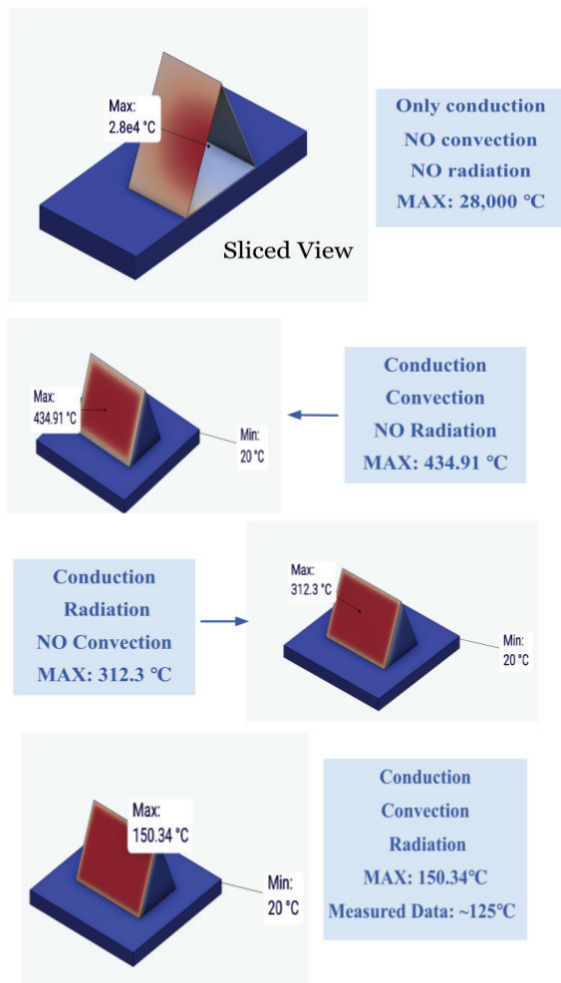 Max:
2.8e4 °C
Sliced View
Only conduction
NO convection
NO radiation
MAX: 28,000 °C
Max:
434.91 °C
Min:
20 °C
Conduction
Convection
NO Radiation
MAX: 434.91 °C
Conduction
Radiation
NO Convection
MAX: 312.3 °C
Max:
312.3 °C
Min:
20 °C
Max:
150.34 °C
Min:
20 °C
Conduction
Convection
Radiation
MAX: 150.34°C
Measured Data: ~125°C